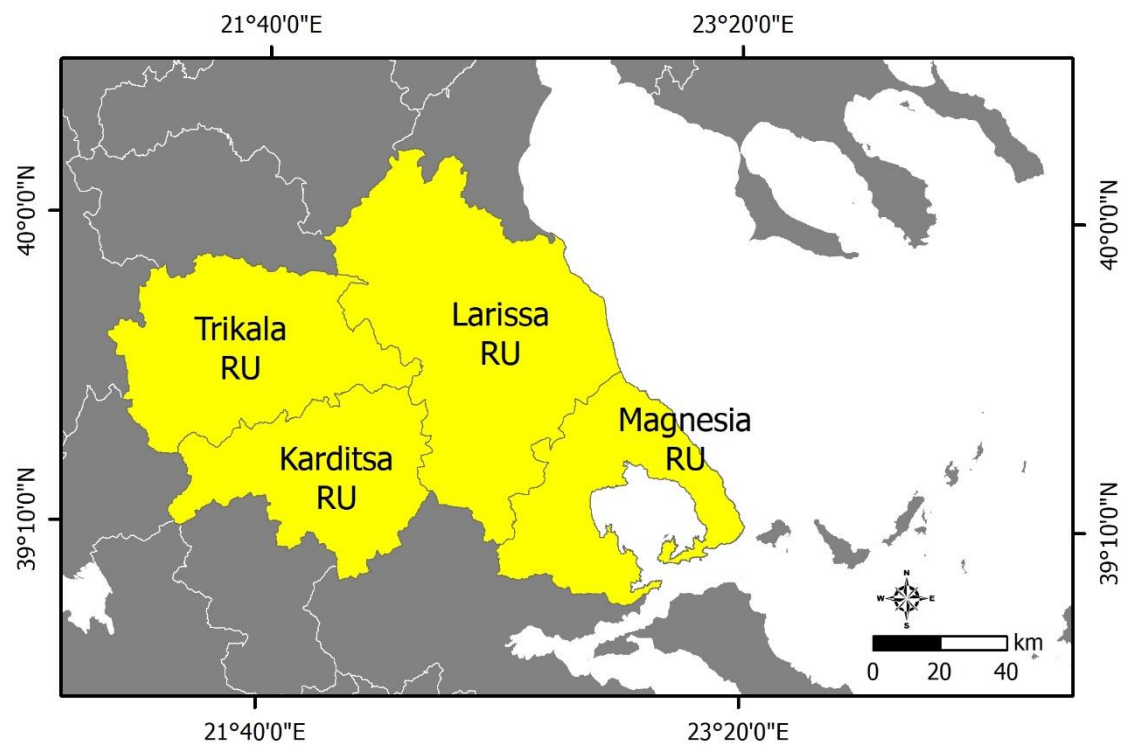 21°40'0"E
23°20'0"E
40°0'0"N
40°0'0"N
Larissa
RU
Trikala
RU
Magnesia
RU
Karditsa
RU
39°10'0"N
39°10'0"N
N
W E
S
km
0 20 40
21°40'0"E
23°20'0"E